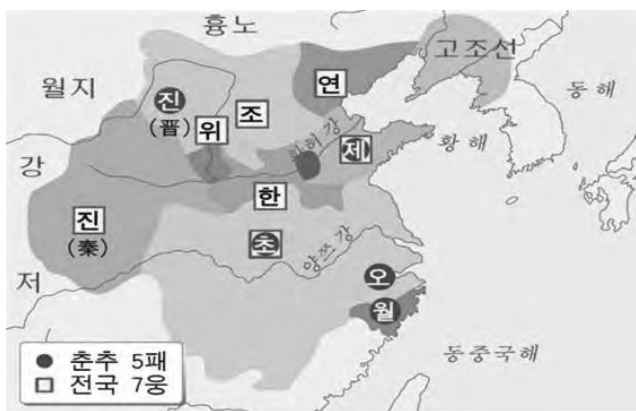 흉노
고조선
월지
연
동해
진
(晋)
조
위
황허강
제
황해
강
한
진
(秦)
초
양쯔강
저
오
월
동중국해
● 춘추 5패
□ 전국 7웅